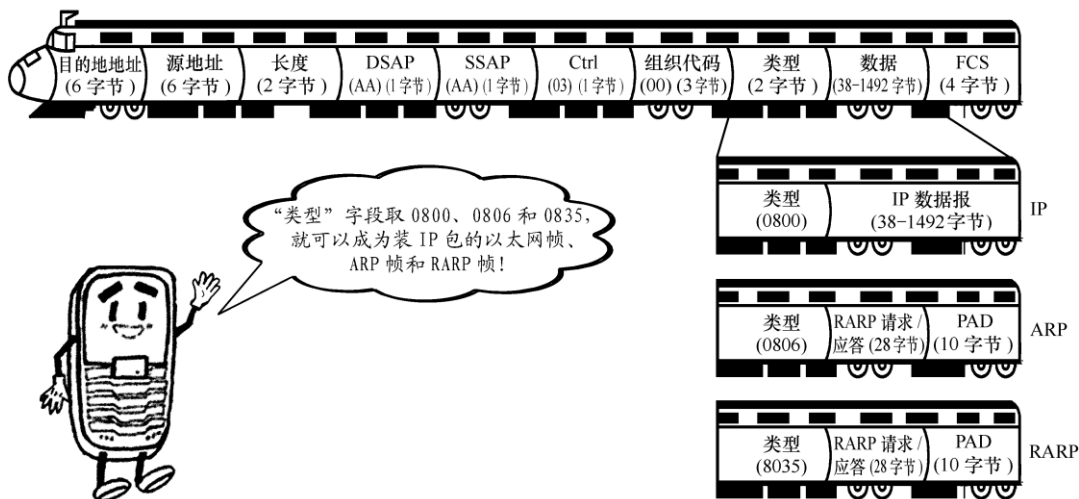 目的地地址 源地址 长度 DSAP SSAP Ctrl 组织代码 类型 数据 FCS
(6 字节) (6 字节) (2 字节) (AA) (1 字节) (AA) (1 字节) (03) (1 字节) (00) (3 字节) (2 字节) (38-1492 字节) (4 字节)
类型 IP 数据报 IP
(0800) (38-1492 字节)
“类型”字段取 0800、0806 和 0835,
就可以成为装 IP 包的以太网帧、
ARP 帧和 RARP 帧!
类型 RARP 请求 / PAD ARP
(0806) 应答 (28 字节) (10 字节)
类型 RARP 请求 / PAD RARP
(8035) 应答 (28 字节) (10 字节)